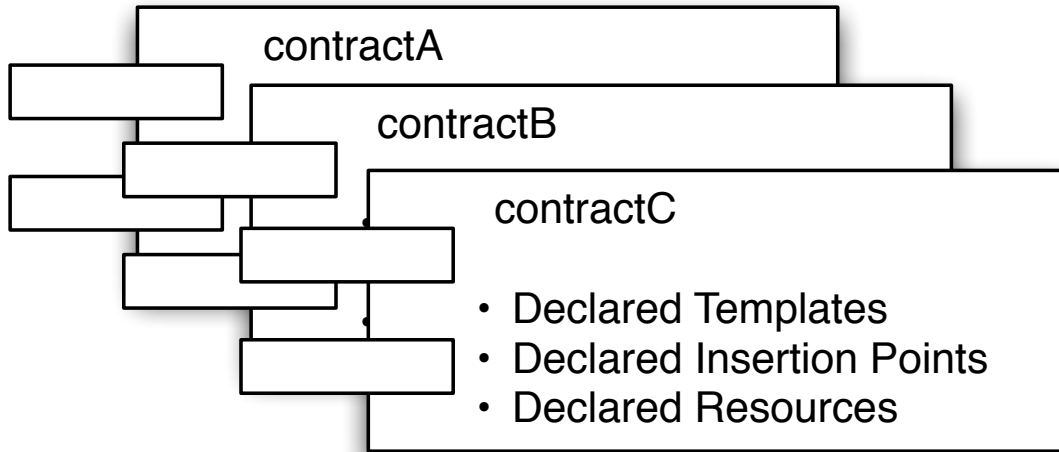 contractA
contractB
contractC
• Declared Templates
• Declared Insertion Points
• Declared Resources